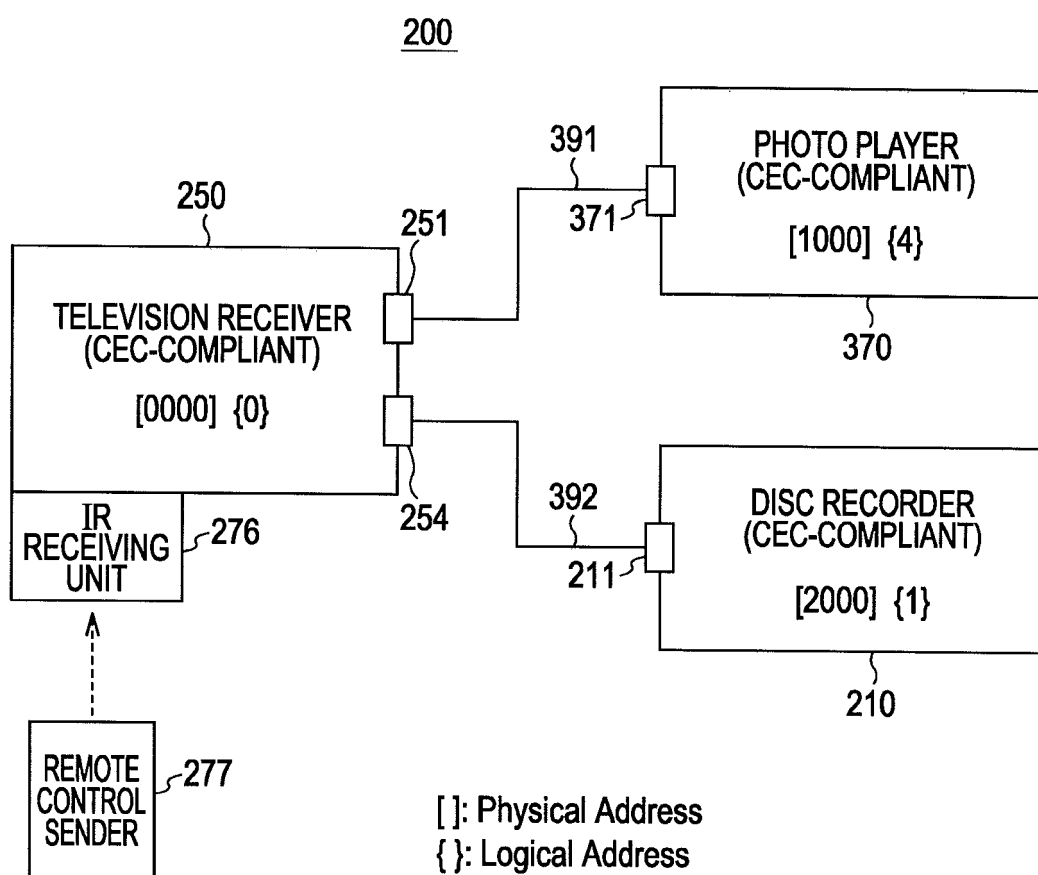 200
250
251
TELEVISION RECEIVER
(CEC-COMPLIANT)
[0000] {0}
254
IR
RECEIVING
UNIT
276
REMOTE
CONTROL
SENDER
277
391
371
PHOTO PLAYER
(CEC-COMPLIANT)
[1000] {4}
370
392
211
DISC RECORDER
(CEC-COMPLIANT)
[2000] {1}
210
[ ]: Physical Address
{ }: Logical Address